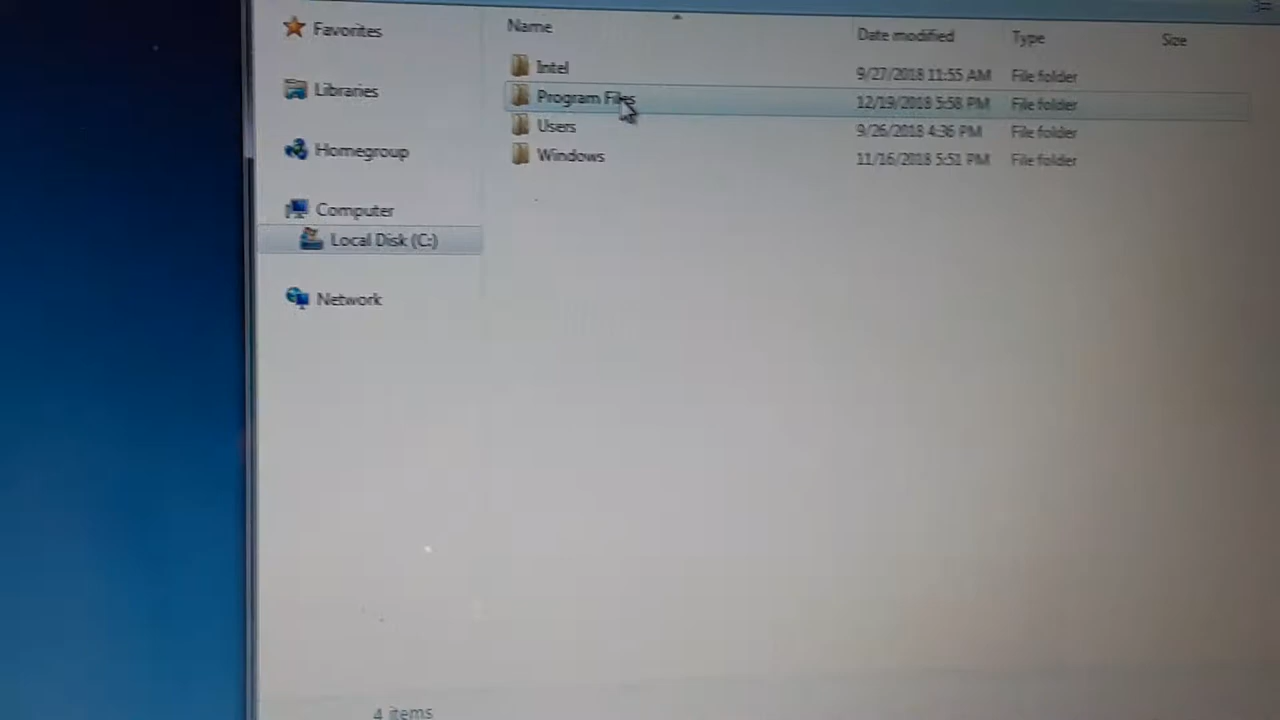 Favorites
Libraries
Homegroup
Computer
Local Disk (C:)
Network
Name Date modified Type Size
Intel 9/27/2018 11:55 AM File folder
Program Files 12/19/2018 5:58 PM File folder
Users 9/26/2018 4:36 PM File folder
Windows 11/16/2018 5:51 PM File folder
4 items